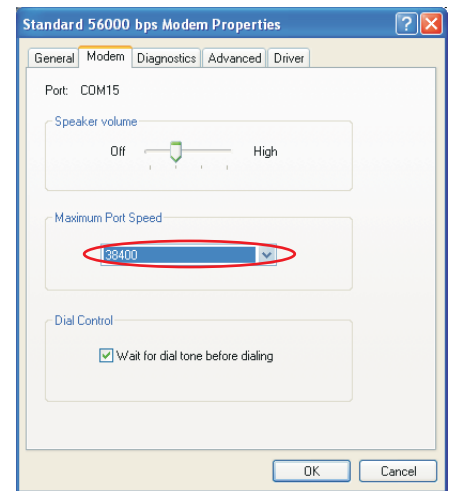 Standard 56000 bps Modem Properties
General Modem Diagnostics Advanced Driver
Port: COM15
Speaker volume
Off High
Maximum Port Speed
38400
Dial Control
Wait for dial tone before dialing
OK Cancel